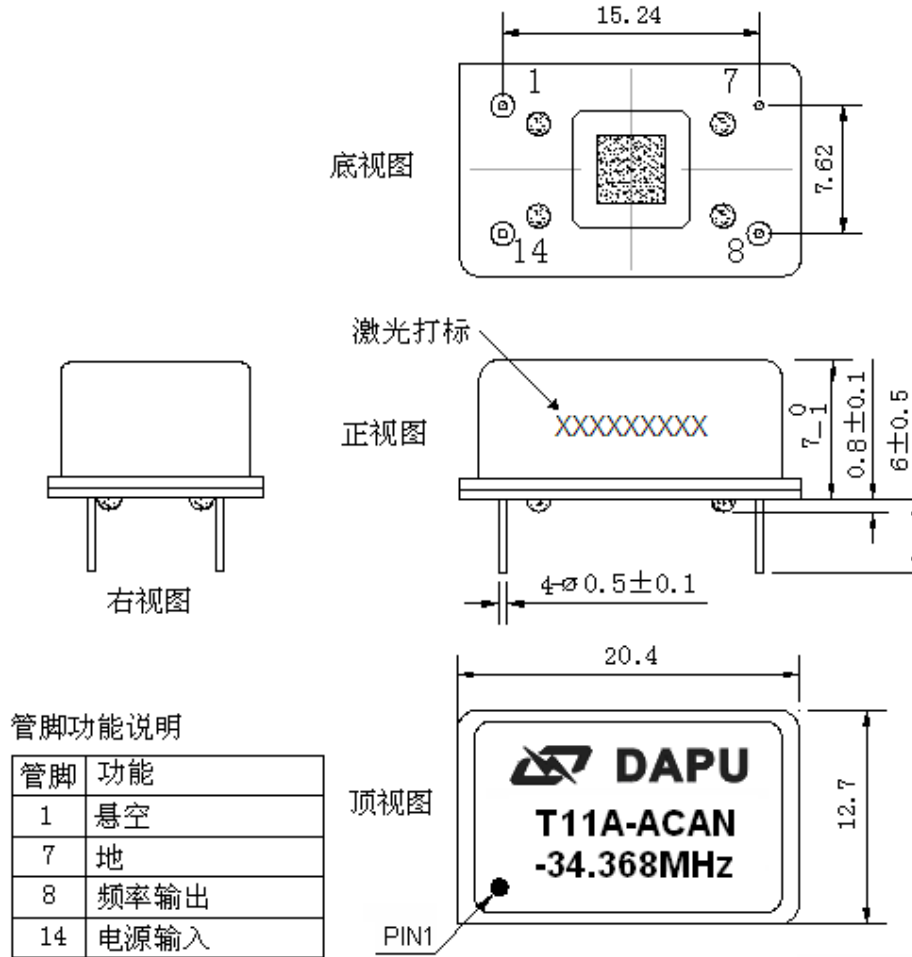 15.24
1 7
底视图
7.62
14 8
激光打标
正视图
XXXXXXXXX
0
7-1
0.8±0.1
6±0.5
右视图
4-ø0.5±0.1
20.4
管脚功能说明
管脚 功能
1 悬空
7 地
8 频率输出
14 电源输入
顶视图
DAPU
T11A-ACAN
-34.368MHz
12.7
PIN1